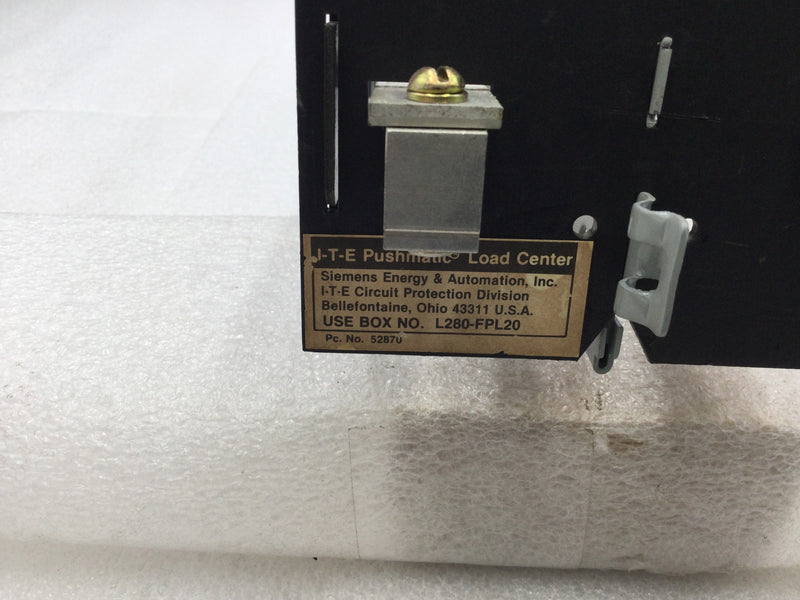 I-T-E Pushmatic® Load Center
Siemens Energy & Automation, Inc.
I-T-E Circuit Protection Division
Bellefontaine, Ohio 43311 U.S.A.
USE BOX NO. L280-FPL20
Pc. No. 52870